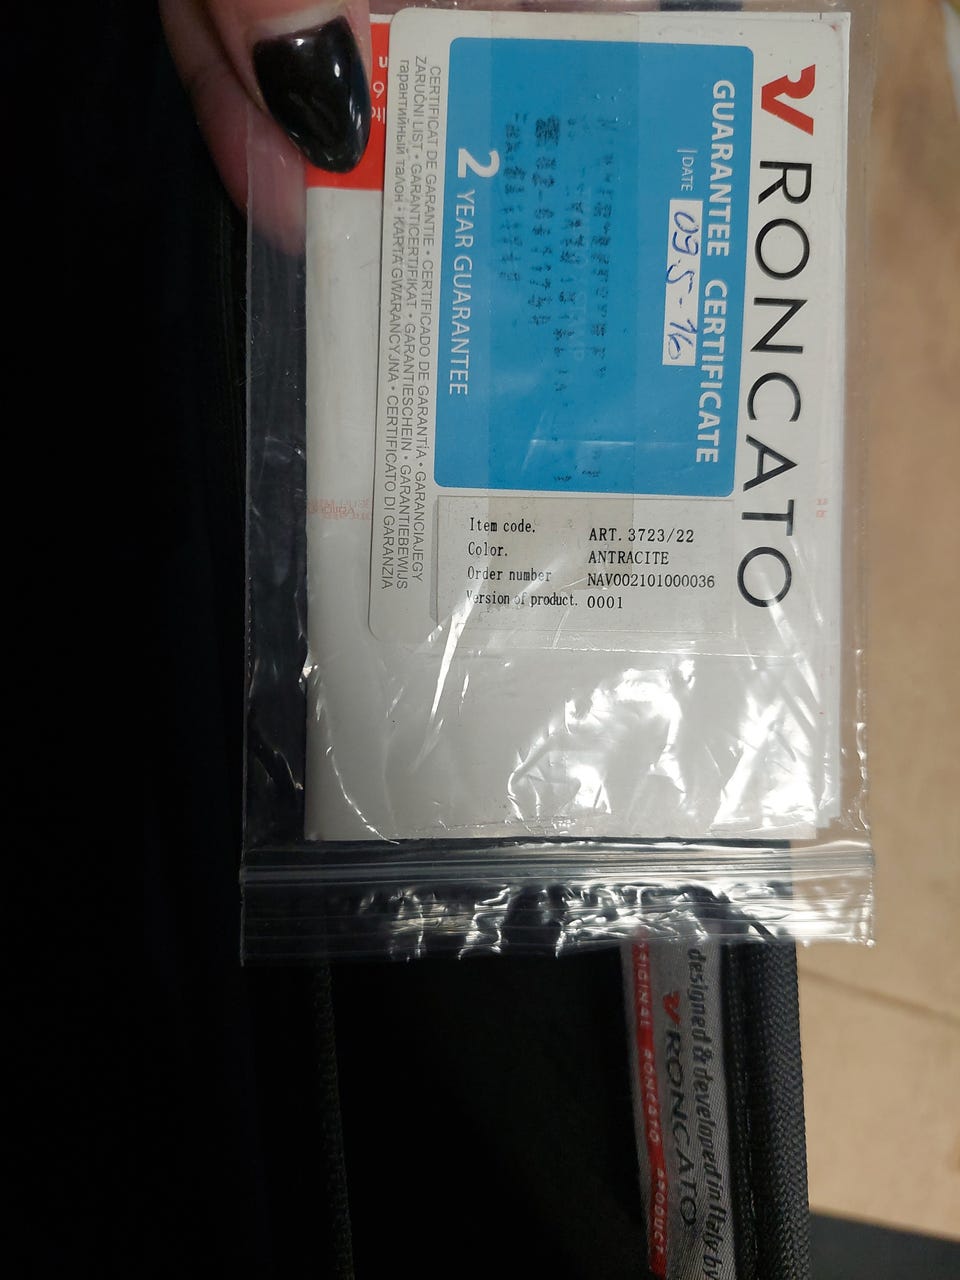 RONCATO
GUARANTEE CERTIFICATE
DATE 09.5-16
2 YEAR GUARANTEE
CERTIFICAT DE GARANTIE • CERTIFICADO DE GARANTÍA • GARANCIAJEGY
ZÁRUČNI LIST • GARANTICERTIFIKAT • GARANTIESCHEIN • GARANTIEBEWIJS
гарантийный талон • KARTA GWARANCYJNA • CERTIFICATO DI GARANZIA
Item code. ART. 3723/22
Color. ANTRACITE
Order number NAV002101000036
Version of product. 0001
designed & developed in Italy by
RONCATO
ORIGINAL RONCATO PRODUCT